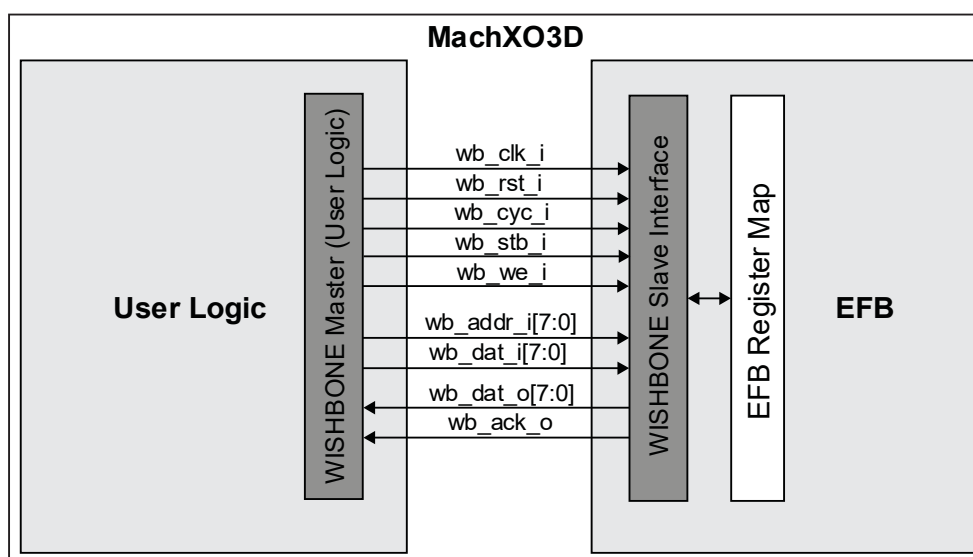 MachXO3D
User Logic
WISHBONE Master (User Logic)
wb_clk_i
wb_rst_i
wb_cyc_i
wb_stb_i
wb_we_i
wb_addr_i[7:0]
wb_dat_i[7:0]
wb_dat_o[7:0]
wb_ack_o
WISHBONE Slave Interface
EFB Register Map
EFB